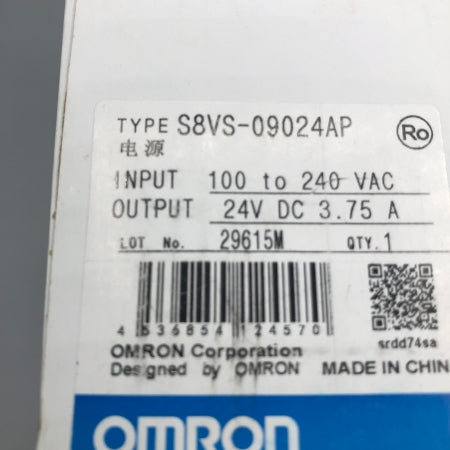 TYPE S8VS-09024AP
Ro
电源
INPUT 100 to 240 VAC
OUTPUT 24V DC 3.75 A
LOT No. 29615M QTY.1
4 536854 124570
srdd74sa
OMRON Corporation
Designed by OMRON MADE IN CHIN
OMRON